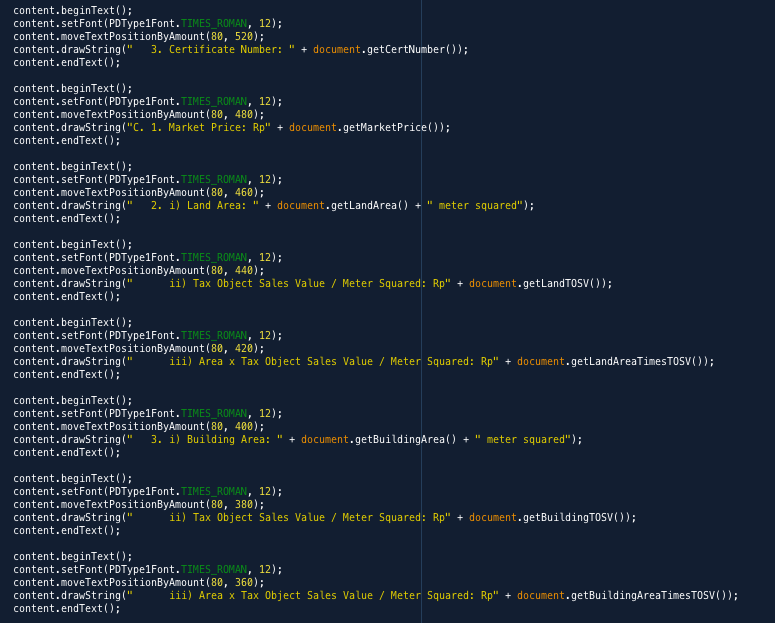 content.beginText();
content.setFont(PDType1Font.TIMES_ROMAN, 12);
content.moveTextPositionByAmount(80, 520);
content.drawString("   3. Certificate Number: " + document.getCertNumber());
content.endText();

content.beginText();
content.setFont(PDType1Font.TIMES_ROMAN, 12);
content.moveTextPositionByAmount(80, 480);
content.drawString("C. 1. Market Price: Rp" + document.getMarketPrice());
content.endText();

content.beginText();
content.setFont(PDType1Font.TIMES_ROMAN, 12);
content.moveTextPositionByAmount(80, 460);
content.drawString("   2. i) Land Area: " + document.getLandArea() + " meter squared");
content.endText();

content.beginText();
content.setFont(PDType1Font.TIMES_ROMAN, 12);
content.moveTextPositionByAmount(80, 440);
content.drawString("      ii) Tax Object Sales Value / Meter Squared: Rp" + document.getLandTOSV());
content.endText();

content.beginText();
content.setFont(PDType1Font.TIMES_ROMAN, 12);
content.moveTextPositionByAmount(80, 420);
content.drawString("      iii) Area x Tax Object Sales Value / Meter Squared: Rp" + document.getLandAreaTimesTOSV());
content.endText();

content.beginText();
content.setFont(PDType1Font.TIMES_ROMAN, 12);
content.moveTextPositionByAmount(80, 400);
content.drawString("   3. i) Building Area: " + document.getBuildingArea() + " meter squared");
content.endText();

content.beginText();
content.setFont(PDType1Font.TIMES_ROMAN, 12);
content.moveTextPositionByAmount(80, 380);
content.drawString("      ii) Tax Object Sales Value / Meter Squared: Rp" + document.getBuildingTOSV());
content.endText();

content.beginText();
content.setFont(PDType1Font.TIMES_ROMAN, 12);
content.moveTextPositionByAmount(80, 360);
content.drawString("      iii) Area x Tax Object Sales Value / Meter Squared: Rp" + document.getBuildingAreaTimesTOSV());
content.endText();